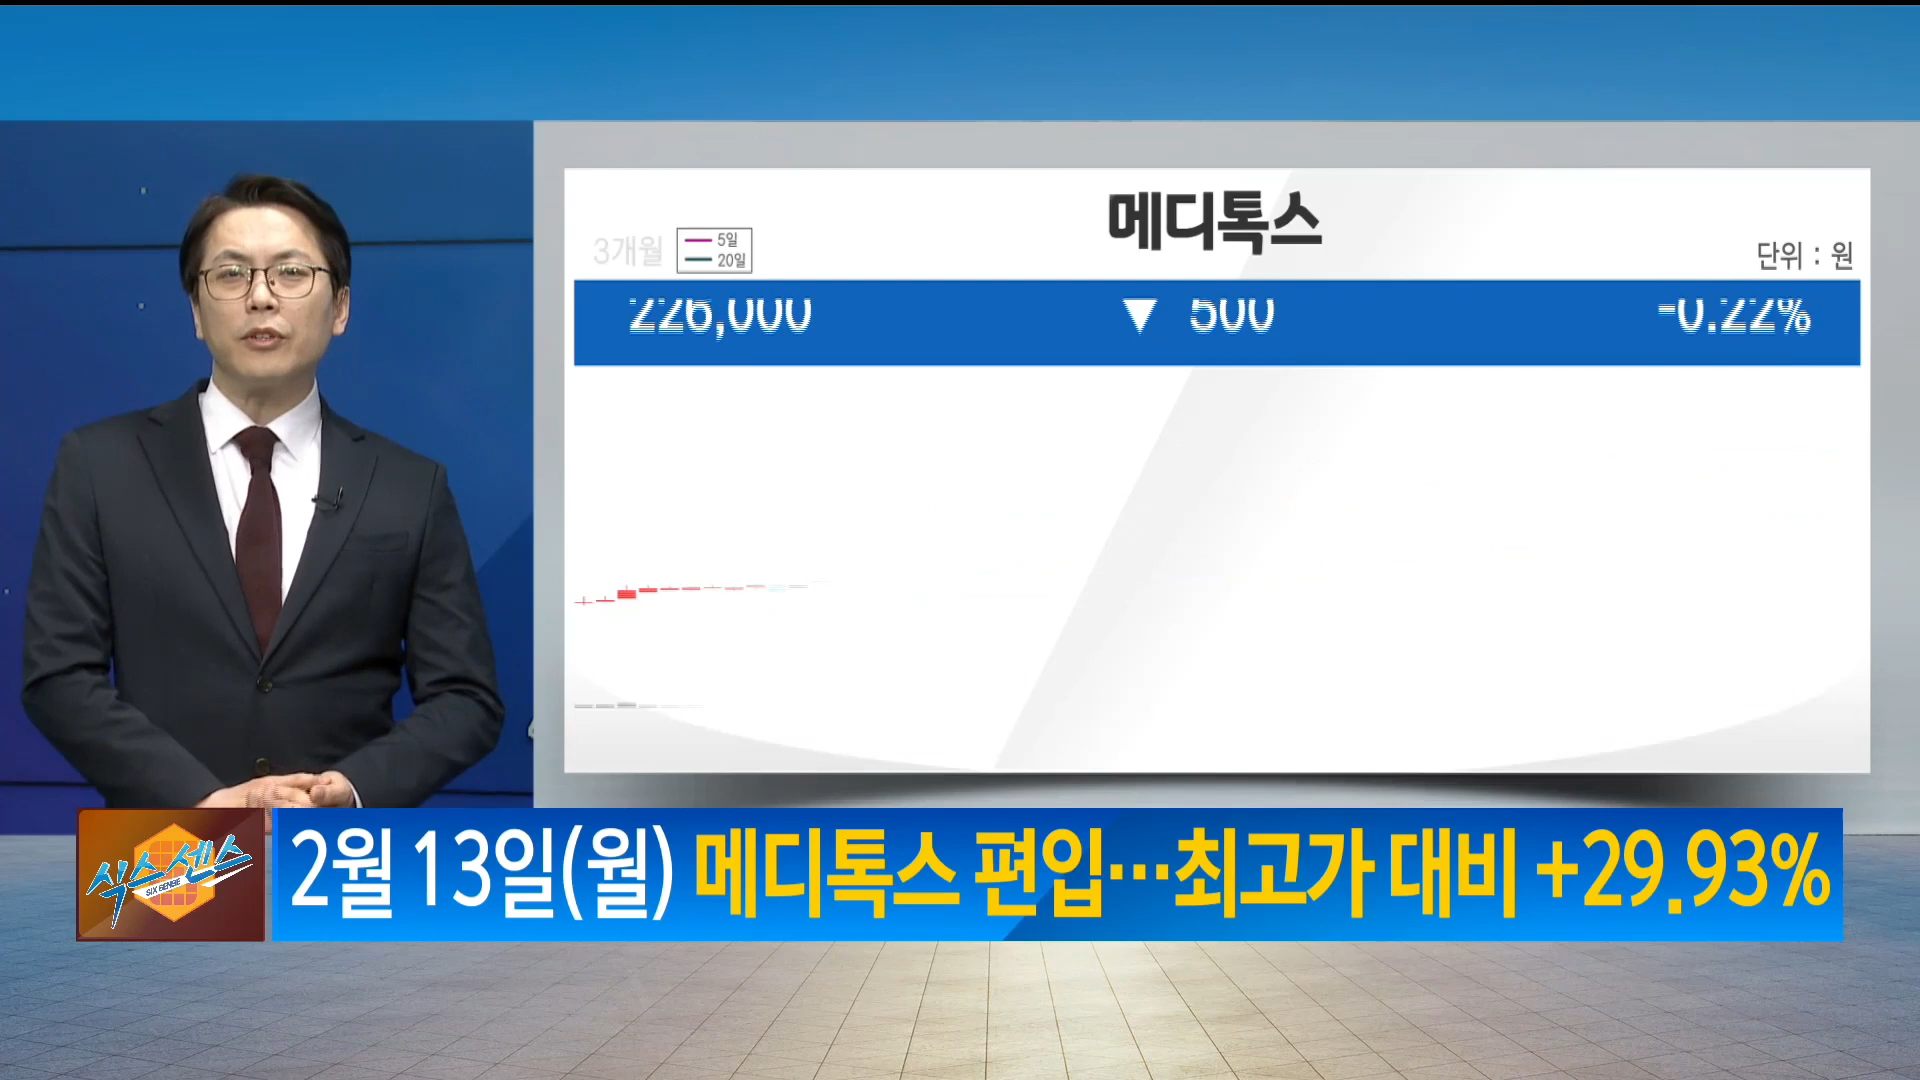 메디톡스
3개월
5일
20일
단위 : 원
226,000 ▼ 500 -0.22%
식스센스
SIX SENSE
2월 13일(월) 메디톡스 편입…최고가 대비 +29.93%